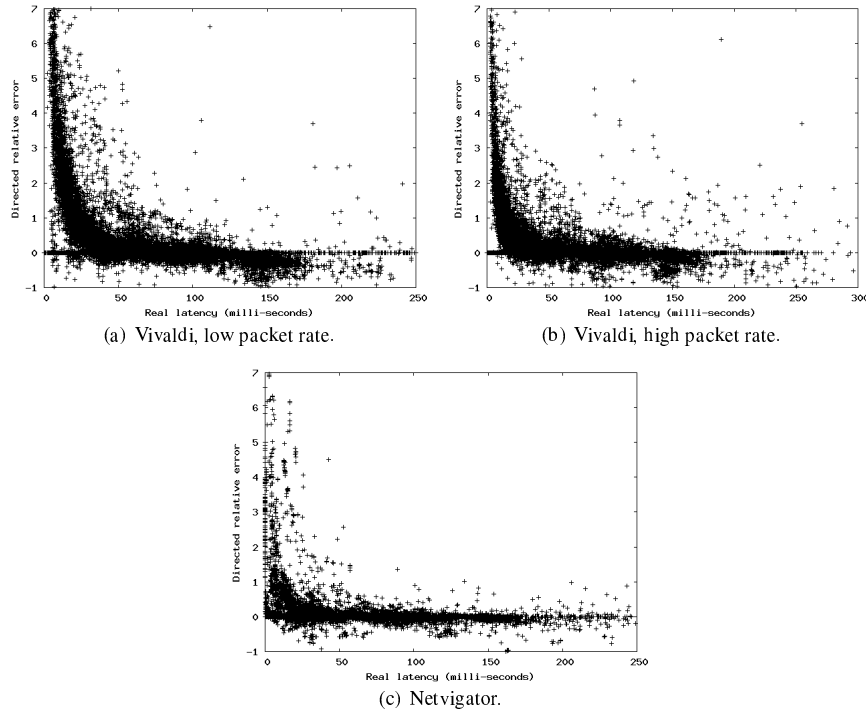 7
6
5
4
3
2
1
0
-1
Directed relative error
0 50 100 150 200 250
Real latency (milli-seconds)
(a) Vivaldi, low packet rate.
7
6
5
4
3
2
1
0
-1
Directed relative error
0 50 100 150 200 250 300
Real latency (milli-seconds)
(b) Vivaldi, high packet rate.
7
6
5
4
3
2
1
0
-1
Directed relative error
0 50 100 150 200 250
Real latency (milli-seconds)
(c) Netvigator.